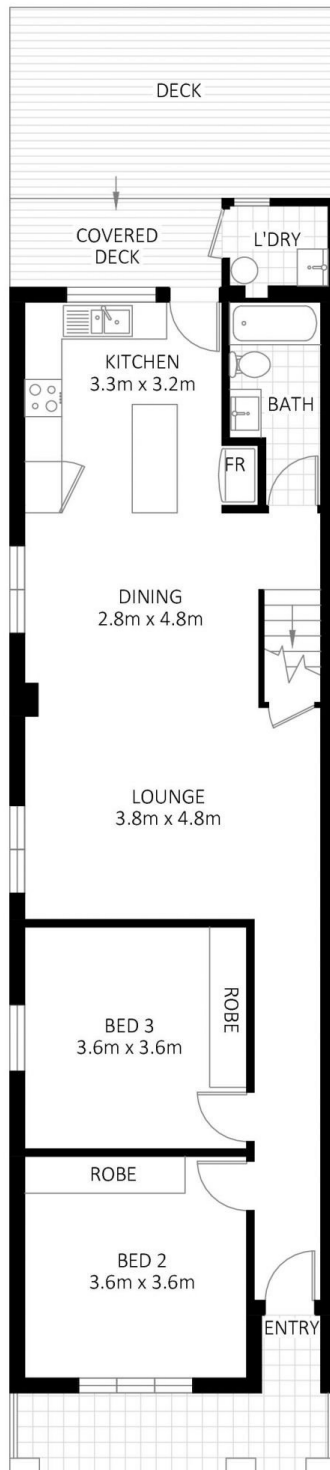 DECK
COVERED
DECK
L'DRY
KITCHEN
3.3m x 3.2m
BATH
FR
DINING
2.8m x 4.8m
LOUNGE
3.8m x 4.8m
BED 3
3.6m x 3.6m
ROBE
ROBE
BED 2
3.6m x 3.6m
ENTRY